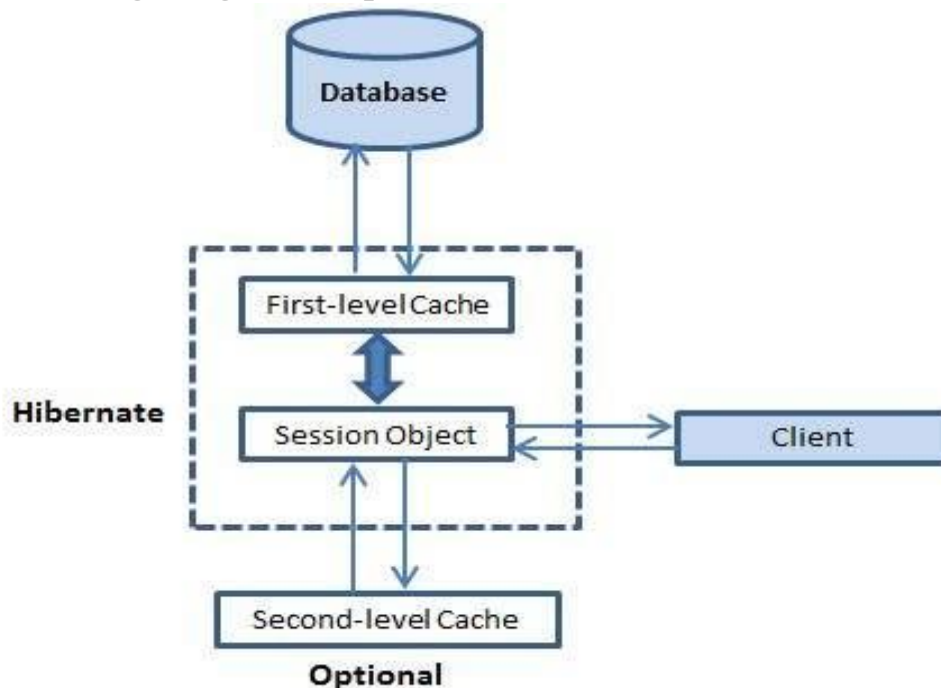 Database
First-level Cache
Hibernate
Session Object
Client
Second-level Cache
Optional